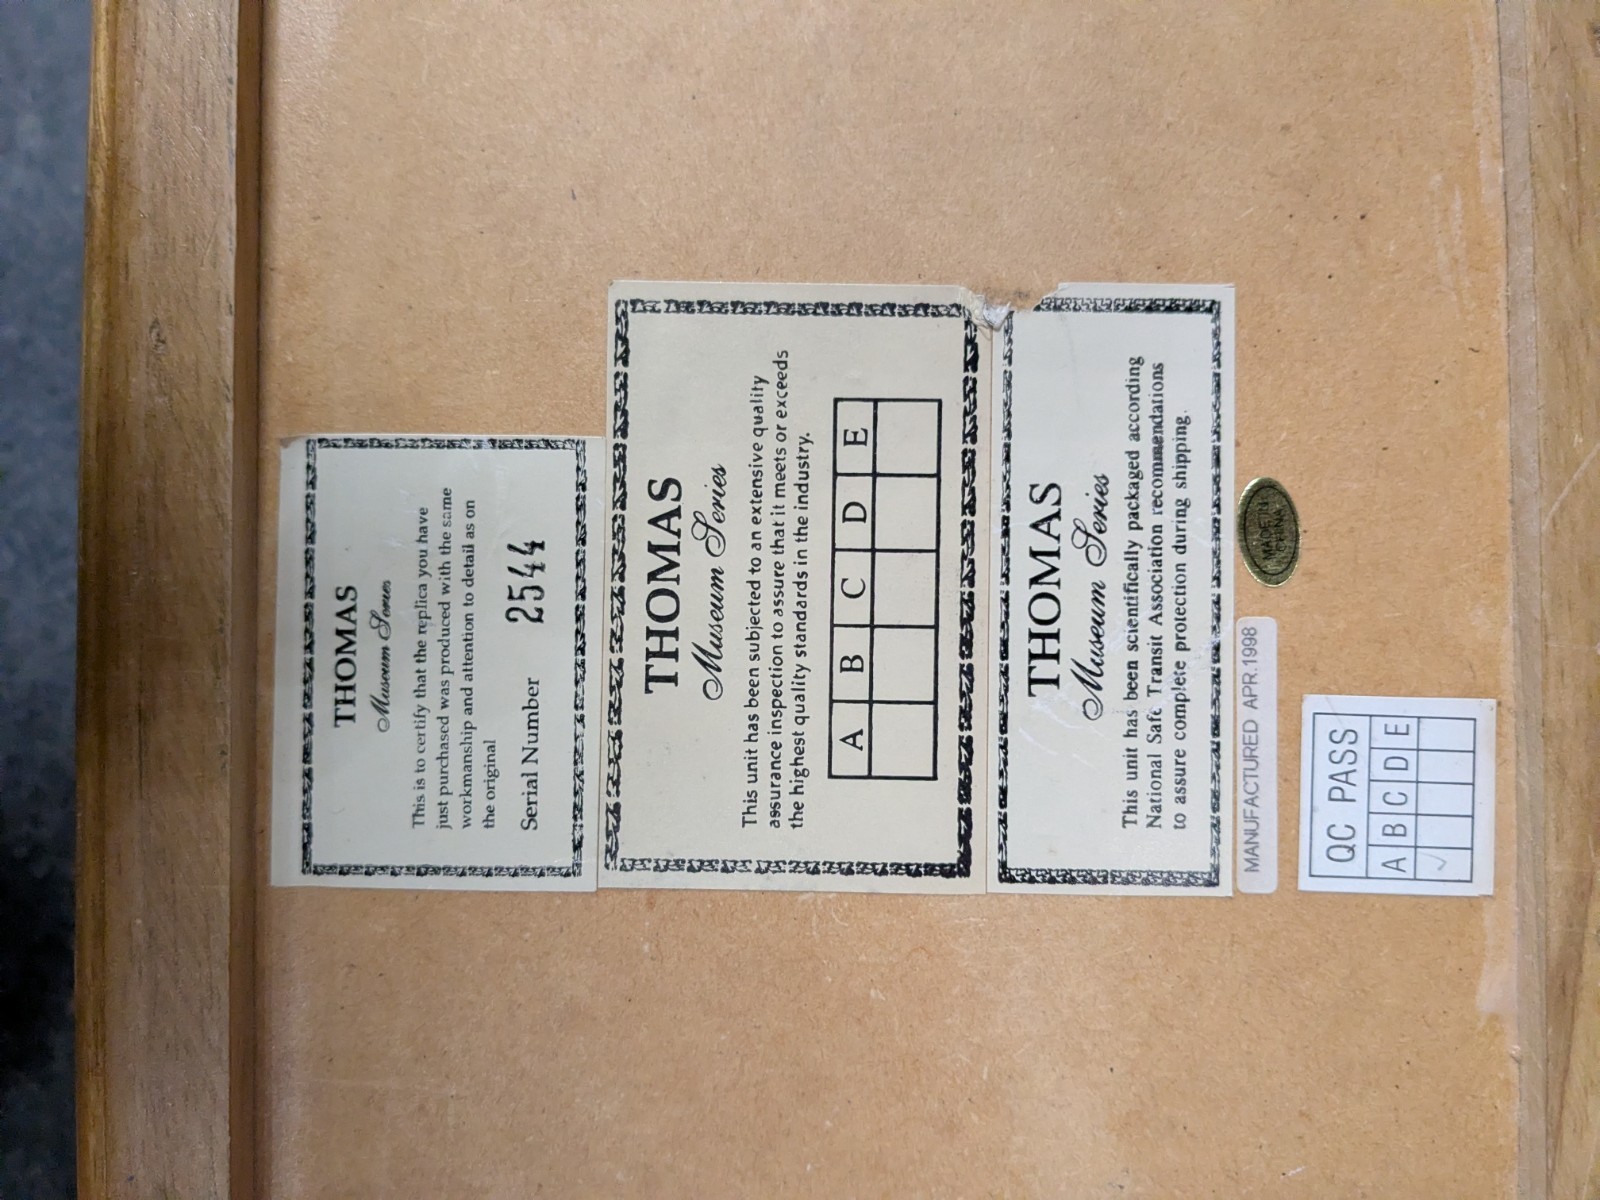 THOMAS
Museum Series
This is to certify that the replica you have
just purchased was produced with the same
workmanship and attention to detail as on
the original
Serial Number 2544
THOMAS
Museum Series
This unit has been subjected to an extensive quality
assurance inspection to assure that it meets or exceeds
the highest quality standards in the industry.
A B C D E
THOMAS
Museum Series
This unit has been scientifically packaged according
National Safe Transit Association recommendations
to assure complete protection during shipping.
MANUFACTURED APR.1998
MADE IN
CHINA
QC PASS
A B C D E